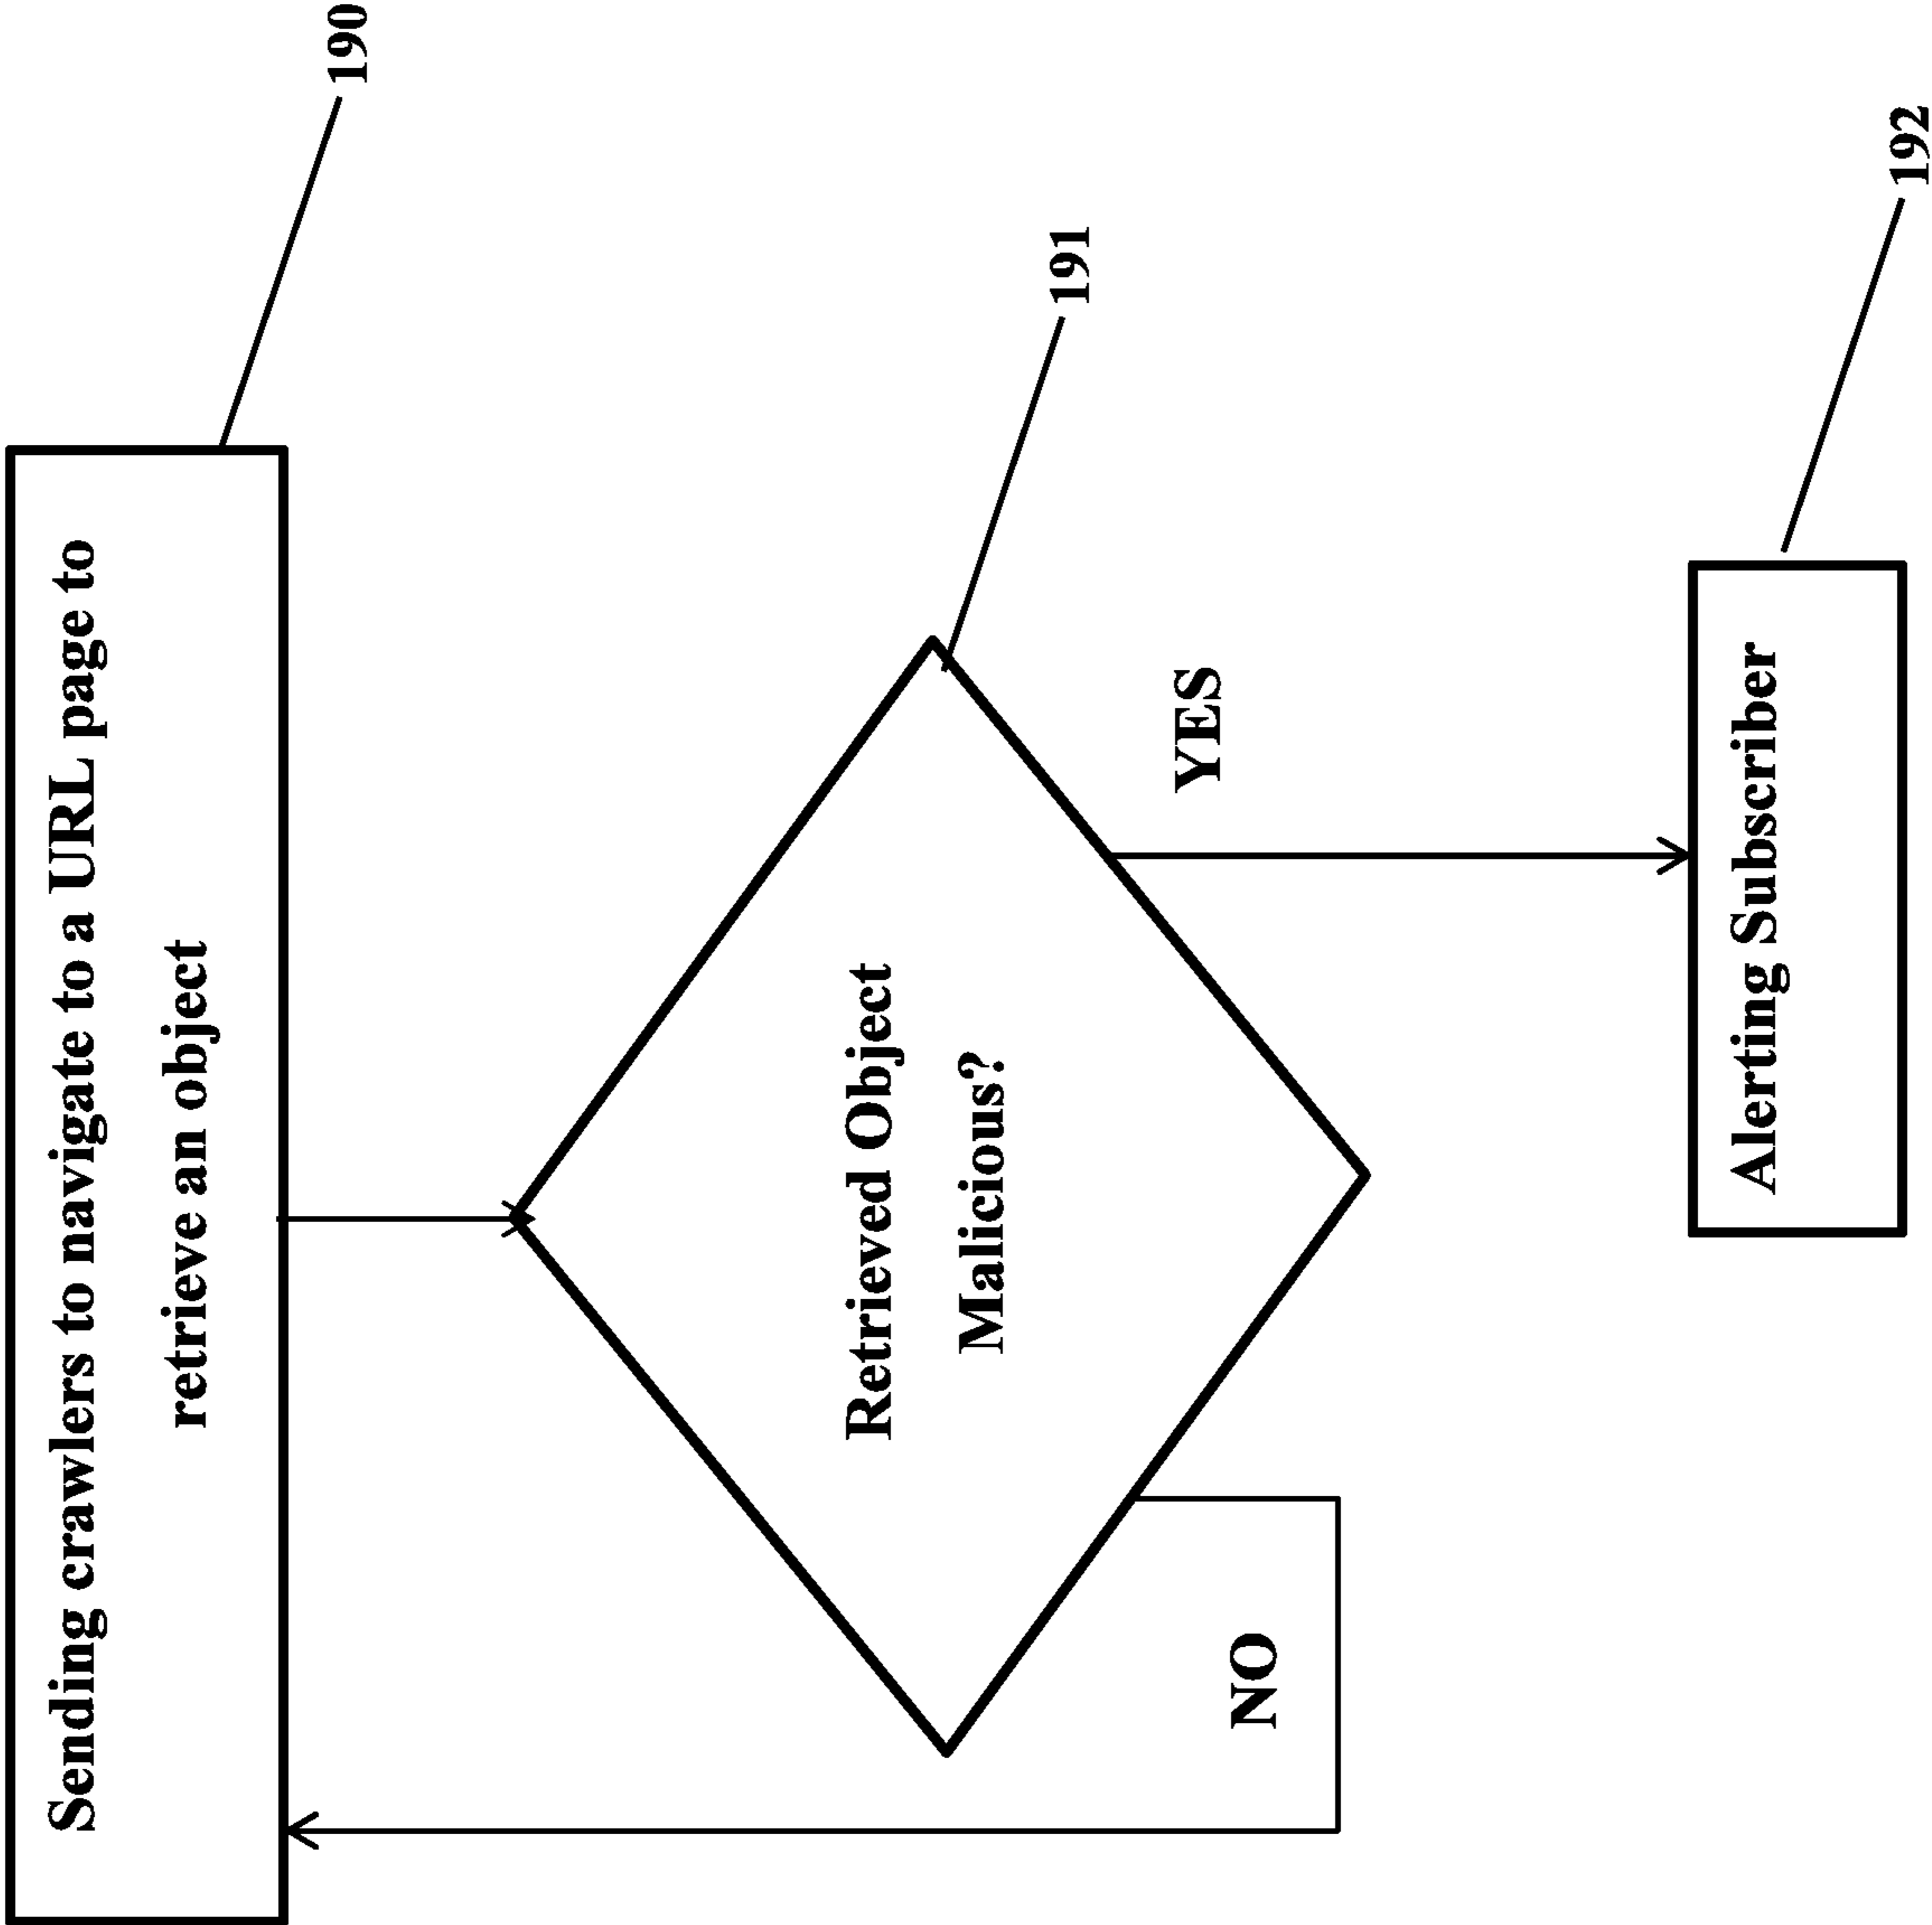 Sending crawlers to navigate to a URL page to
retrieve an object
190
Retrieved Object
Malicious?
191
YES
NO
Alerting Subscriber
192